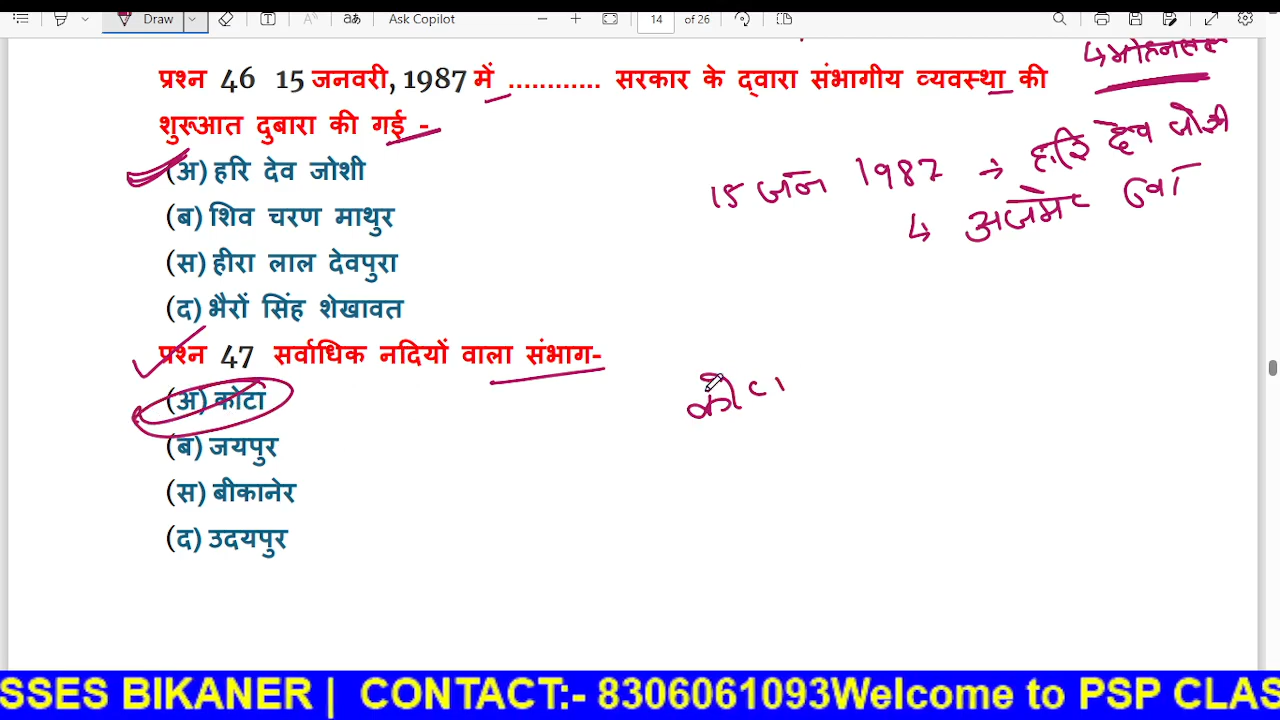 Draw
Ask Copilot
14 of 26
प्रश्न 46 15 जनवरी, 1987 में ............ सरकार के द्वारा संभागीय व्यवस्था की
शुरूआत दुबारा की गई -
(अ) हरि देव जोशी
(ब) शिव चरण माथुर
(स) हीरा लाल देवपुरा
(द) भैरों सिंह शेखावत
15 जन 1987 → हरि देव जोशी
↳ अजमेर 6वां
प्रश्न 47 सर्वाधिक नदियों वाला संभाग-
(अ) कोटा
(ब) जयपुर
(स) बीकानेर
(द) उदयपुर
SSES BIKANER | CONTACT:- 8306061093Welcome to PSP CLAS